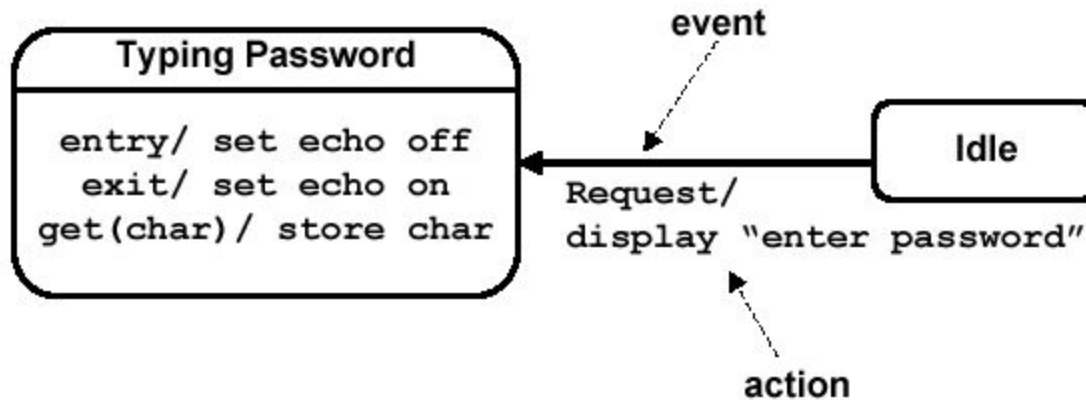 event
Typing Password
entry/ set echo off
exit/ set echo on
get(char)/ store char
Idle
Request/
display “enter password”
action